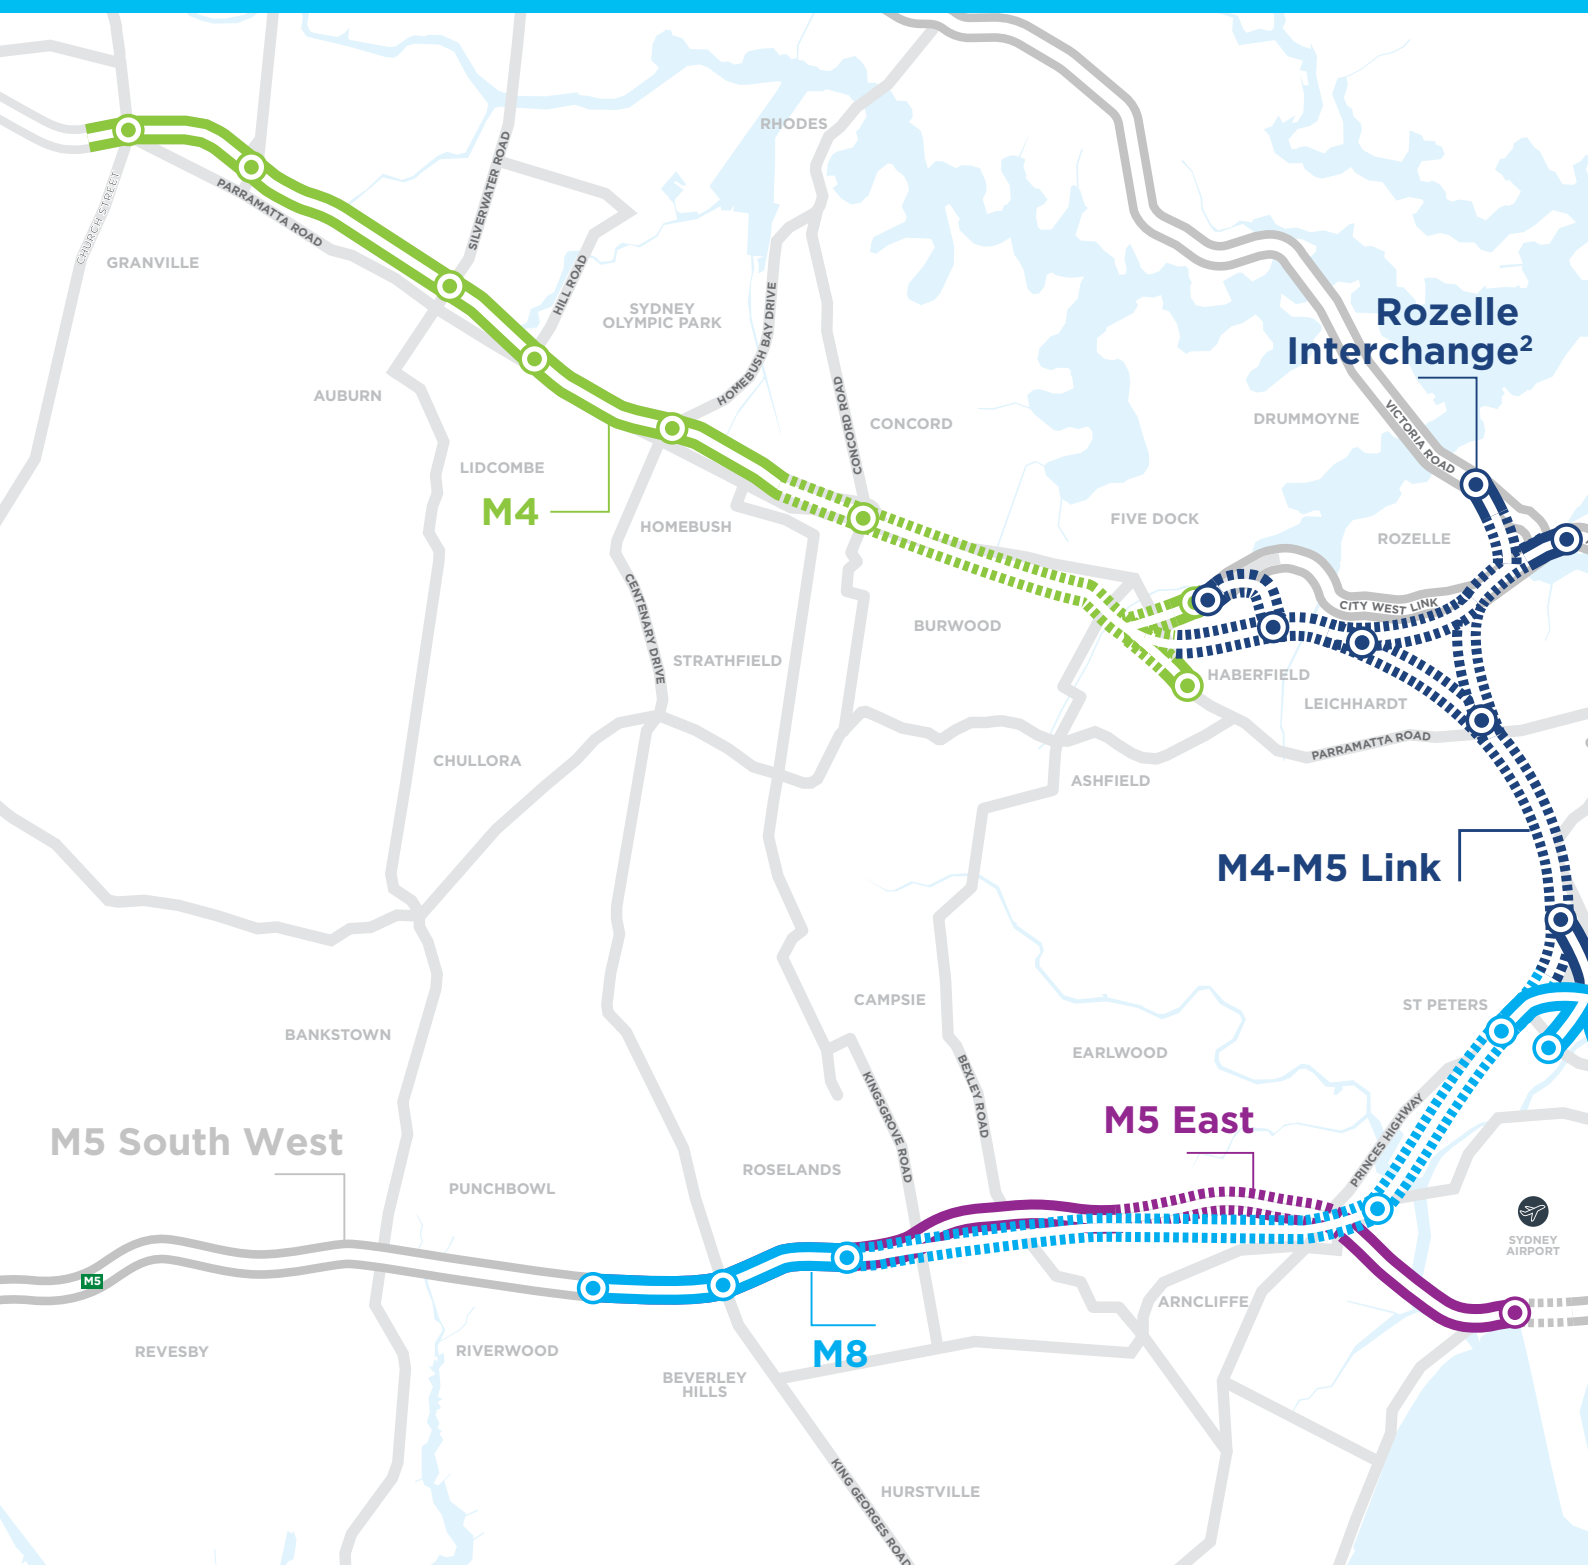 RHODES
SILVERWATER ROAD
CHURCH STREET
PARRAMATTA ROAD
GRANVILLE
HILL ROAD
SYDNEY
OLYMPIC PARK
HOMEBUSH BAY DRIVE
Rozelle
Interchange²
AUBURN
CONCORD ROAD
CONCORD
DRUMMOYNE
VICTORIA ROAD
LIDCOMBE
M4
HOMEBUSH
FIVE DOCK
ROZELLE
CENTENARY DRIVE
CITY WEST LINK
BURWOOD
STRATHFIELD
HABERFIELD
LEICHHARDT
PARRAMATTA ROAD
CHULLORA
ASHFIELD
M4-M5 Link
CAMPSIE
ST PETERS
BANKSTOWN
EARLWOOD
KINGSGROVE ROAD
BEXLEY ROAD
M5 East
PRINCES HIGHWAY
M5 South West
ROSELANDS
PUNCHBOWL
SYDNEY
AIRPORT
M5
ARNCLIFFE
REVESBY
RIVERWOOD
M8
BEVERLEY
HILLS
KING GEORGES ROAD
HURSTVILLE